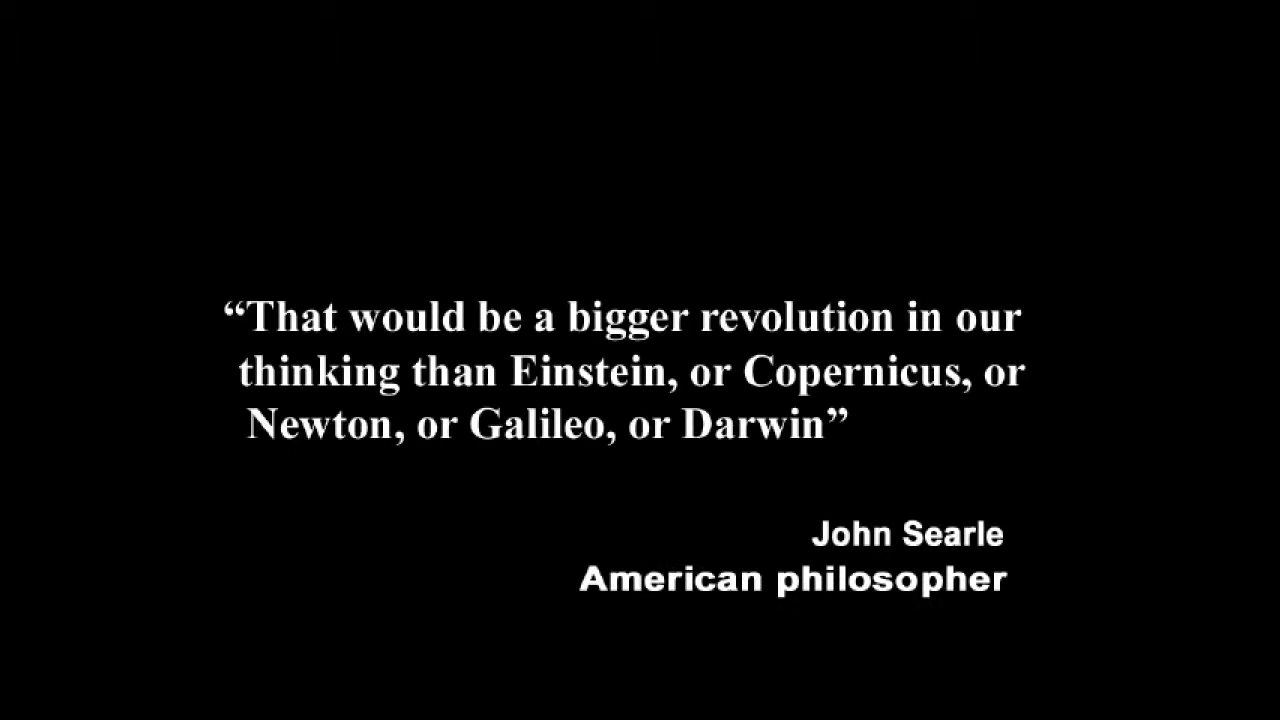 “That would be a bigger revolution in our
thinking than Einstein, or Copernicus, or
Newton, or Galileo, or Darwin”
John Searle
American philosopher